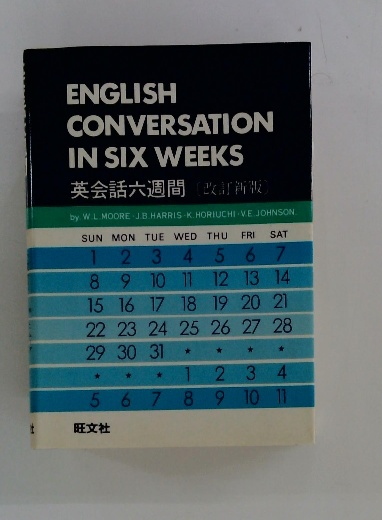 ENGLISH
CONVERSATION
IN SIX WEEKS
英会話六週間 〔改訂新版〕
by W.L.MOORE・J.B.HARRIS・K.HORIUCHI・V.E.JOHNSON
SUN MON TUE WED THU FRI SAT
1 2 3 4 5 6 7
8 9 10 11 12 13 14
15 16 17 18 19 20 21
22 23 24 25 26 27 28
29 30 31 * * * *
* * * 1 2 3 4
5 6 7 8 9 10 11
旺文社